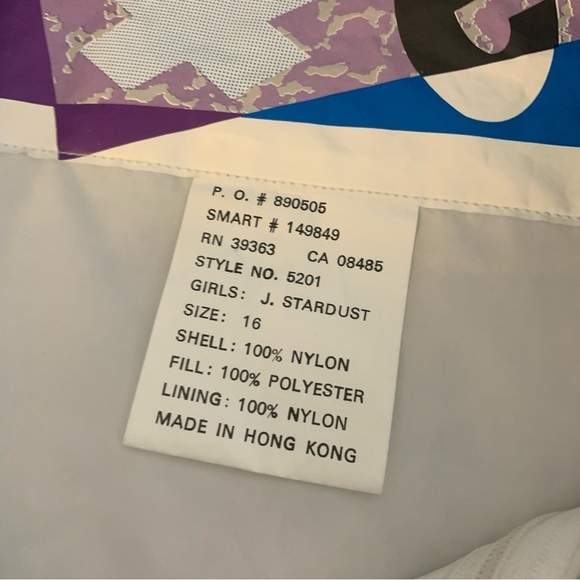 P. O. # 890505
SMART # 149849
RN 39363 CA 08485
STYLE NO. 5201
GIRLS: J. STARDUST
SIZE: 16
SHELL: 100% NYLON
FILL: 100% POLYESTER
LINING: 100% NYLON
MADE IN HONG KONG